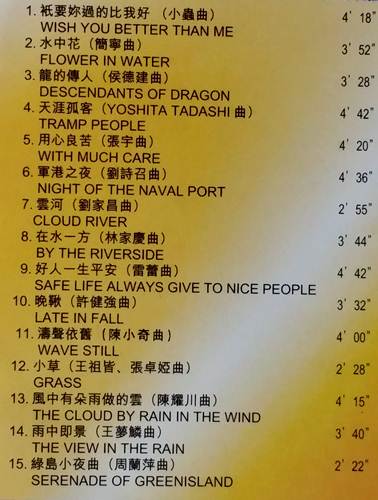 1. 衹要妳過的比我好 （小蟲曲） 4' 18"
WISH YOU BETTER THAN ME
2. 水中花（簡寧曲） 3' 52"
FLOWER IN WATER
3. 龍的傳人（侯德建曲） 3' 28"
DESCENDANTS OF DRAGON
4. 天涯孤客（YOSHITA TADASHI 曲） 4' 42"
TRAMP PEOPLE
5. 用心良苦（張宇曲） 4' 20"
WITH MUCH CARE
6. 軍港之夜（劉詩召曲） 4' 36"
NIGHT OF THE NAVAL PORT
7. 雲河（劉家昌曲） 2' 55"
CLOUD RIVER
8. 在水一方（林家慶曲） 3' 44"
BY THE RIVERSIDE
9. 好人一生平安（雷蕾曲） 4' 42"
SAFE LIFE ALWAYS GIVE TO NICE PEOPLE
10. 晚鞦（許健強曲） 3' 32"
LATE IN FALL
11. 濤聲依舊（陳小奇曲） 4' 00"
WAVE STILL
12. 小草（王祖皆、張卓婭曲） 2' 28"
GRASS
13. 風中有朵雨做的雲（陳耀川曲） 4' 15"
THE CLOUD BY RAIN IN THE WIND
14. 雨中即景（王夢麟曲） 3' 40"
THE VIEW IN THE RAIN
15. 綠島小夜曲（周蘭萍曲） 2' 22"
SERENADE OF GREENISLAND